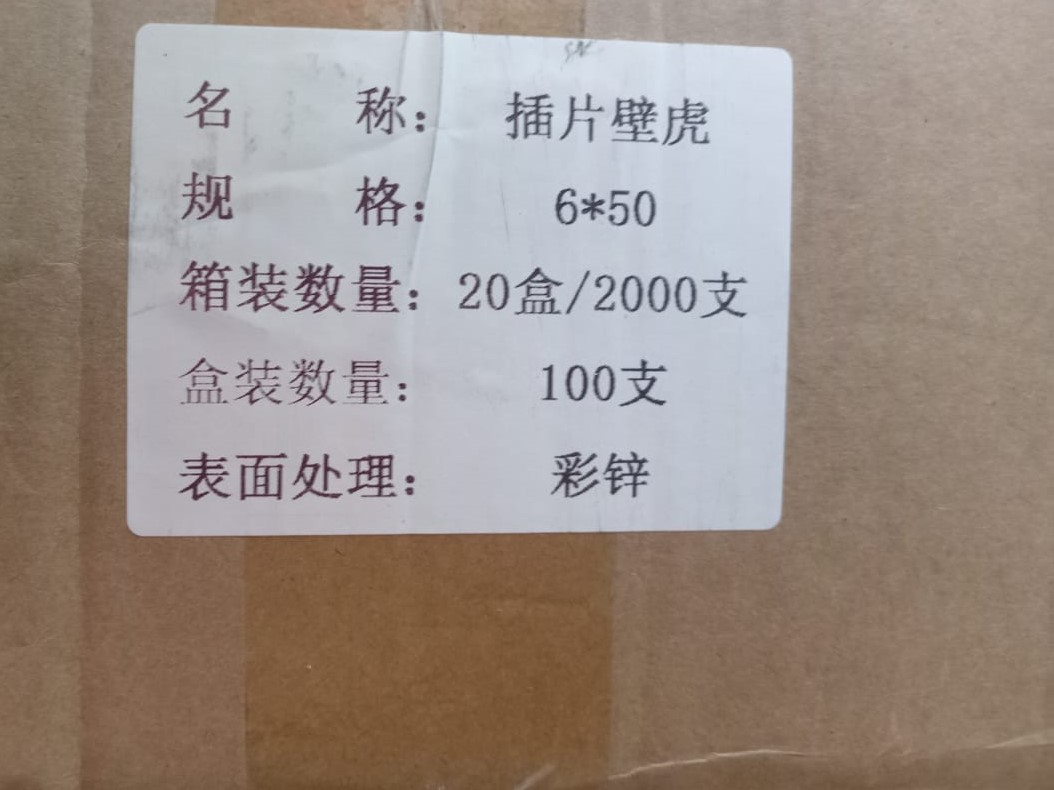 名 称： 插片壁虎
规 格： 6*50
箱装数量：20盒/2000支
盒装数量： 100支
表面处理： 彩锌